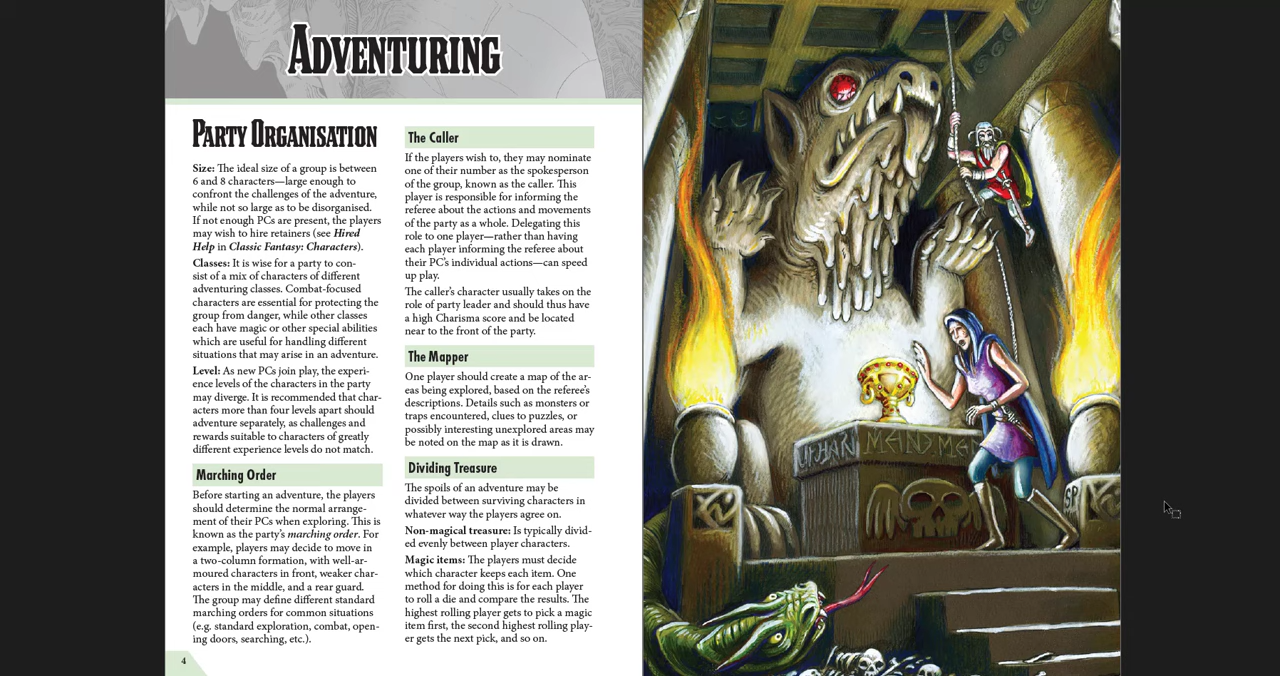 Adventuring
Party Organisation
Size: The ideal size of a group is between
6 and 8 characters—large enough to
confront the challenges of the adventure,
while not so large as to be disorganised.
If not enough PCs are present, the players
may wish to hire retainers (see Hired
Help in Classic Fantasy: Characters).
Classes: It is wise for a party to con-
sist of a mix of characters of different
adventuring classes. Combat-focused
characters are essential for protecting the
group from danger, while other classes
each have magic or other special abilities
which are useful for handling different
situations that may arise in an adventure.
Level: As new PCs join play, the experi-
ence levels of the characters in the party
may diverge. It is recommended that char-
acters more than four levels apart should
adventure separately, as challenges and
rewards suitable to characters of greatly
different experience levels do not match.
Marching Order
Before starting an adventure, the players
should determine the normal arrange-
ment of their PCs when exploring. This is
known as the party's marching order. For
example, players may decide to move in
a two-column formation, with well-ar-
moured characters in front, weaker char-
acters in the middle, and a rear guard.
The group may define different standard
marching orders for common situations
(e.g. standard exploration, combat, open-
ing doors, searching, etc.).
4
The Caller
If the players wish to, they may nominate
one of their number as the spokesperson
of the group, known as the caller. This
player is responsible for informing the
referee about the actions and movements
of the party as a whole. Delegating this
role to one player—rather than having
each player informing the referee about
their PC's individual actions—can speed
up play.
The caller's character usually takes on the
role of party leader and should thus have
a high Charisma score and be located
near to the front of the party.
The Mapper
One player should create a map of the ar-
eas being explored, based on the referee's
descriptions. Details such as monsters or
traps encountered, clues to puzzles, or
possibly interesting unexplored areas may
be noted on the map as it is drawn.
Dividing Treasure
The spoils of an adventure may be
divided between surviving characters in
whatever way the players agree on.
Non-magical treasure: Is typically divid-
ed evenly between player characters.
Magic items: The players must decide
which character keeps each item. One
method for doing this is for each player
to roll a die and compare the results. The
highest rolling player gets to pick a magic
item first, the second highest rolling play-
er gets the next pick, and so on.